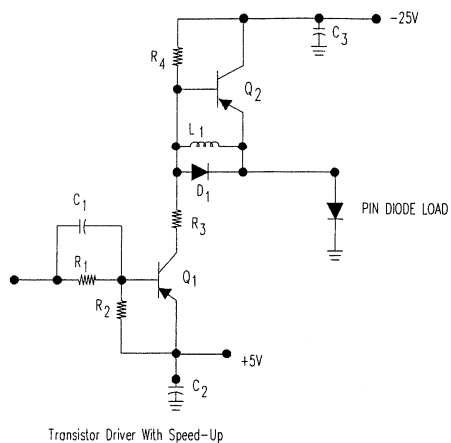 -25V
C3
R4
Q2
L1
D1
C1
R3
PIN DIODE LOAD
R1
Q1
R2
+5V
C2
Transistor Driver With Speed-Up